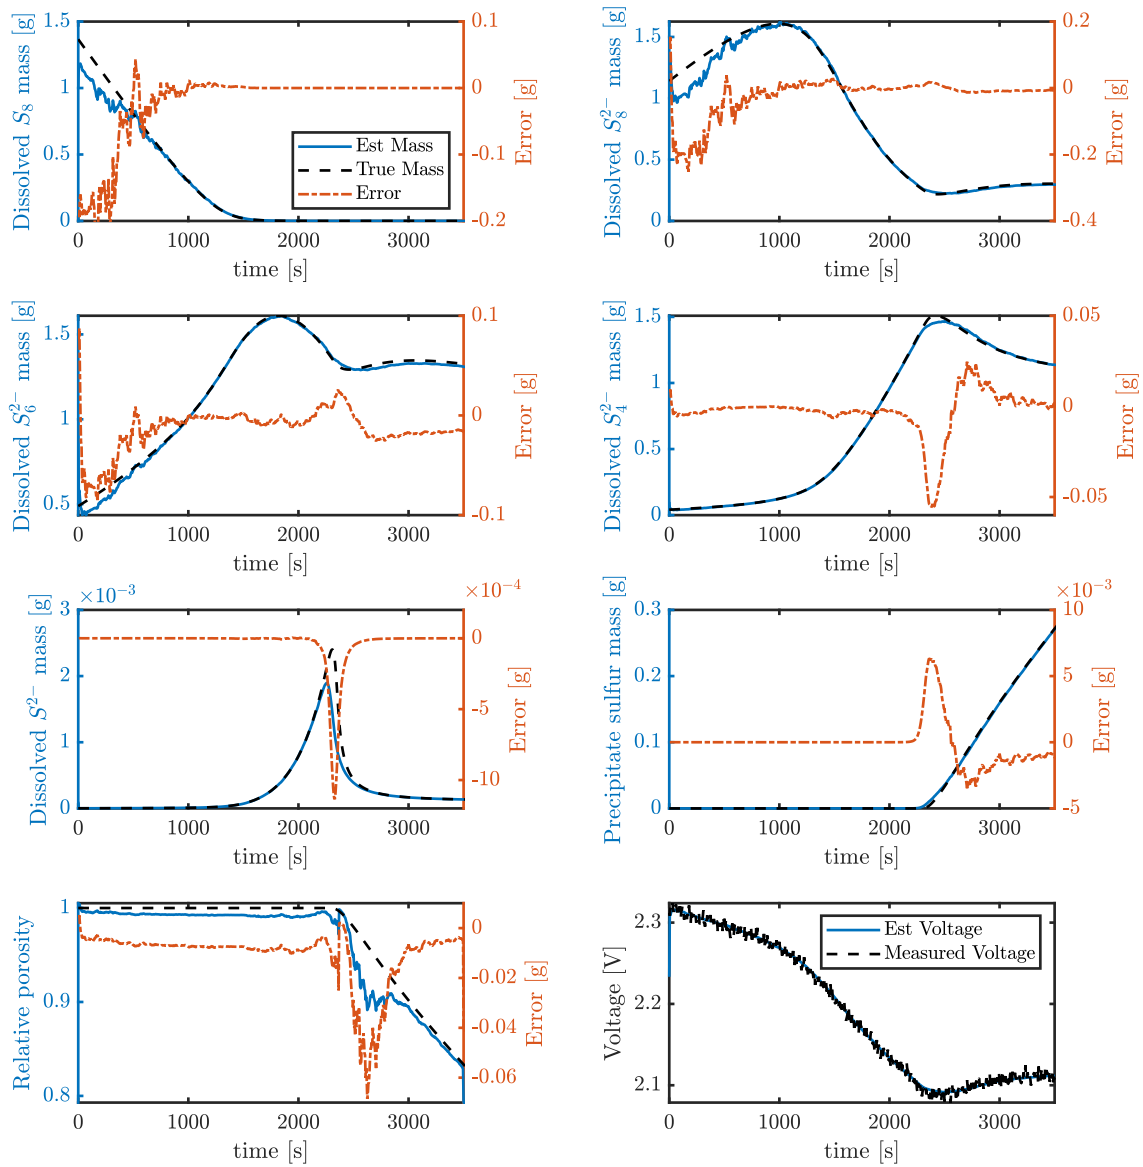 Dissolved S₈ mass [g]
1.5
1
0.5
0
0.1
0
-0.1
-0.2
Error [g]
Est Mass
True Mass
Error
0 1000 2000 3000
time [s]
Dissolved S₈²⁻ mass [g]
1.5
1
0.5
0
0.2
0
-0.2
-0.4
Error [g]
0 1000 2000 3000
time [s]
Dissolved S₆²⁻ mass [g]
1.5
1
0.5
0.1
0
-0.1
Error [g]
0 1000 2000 3000
time [s]
Dissolved S₄²⁻ mass [g]
1.5
1
0.5
0
0.05
0
-0.05
Error [g]
0 1000 2000 3000
time [s]
Dissolved S²⁻ mass [g]
×10⁻³
3
2
1
0
×10⁻⁴
0
-5
-10
Error [g]
0 1000 2000 3000
time [s]
Precipitate sulfur mass [g]
0.3
0.2
0.1
0
×10⁻³
10
5
0
-5
Error [g]
0 1000 2000 3000
time [s]
Relative porosity
1
0.9
0.8
0
-0.02
-0.04
-0.06
Error [g]
0 1000 2000 3000
time [s]
Voltage [V]
2.3
2.2
2.1
Est Voltage
Measured Voltage
0 1000 2000 3000
time [s]